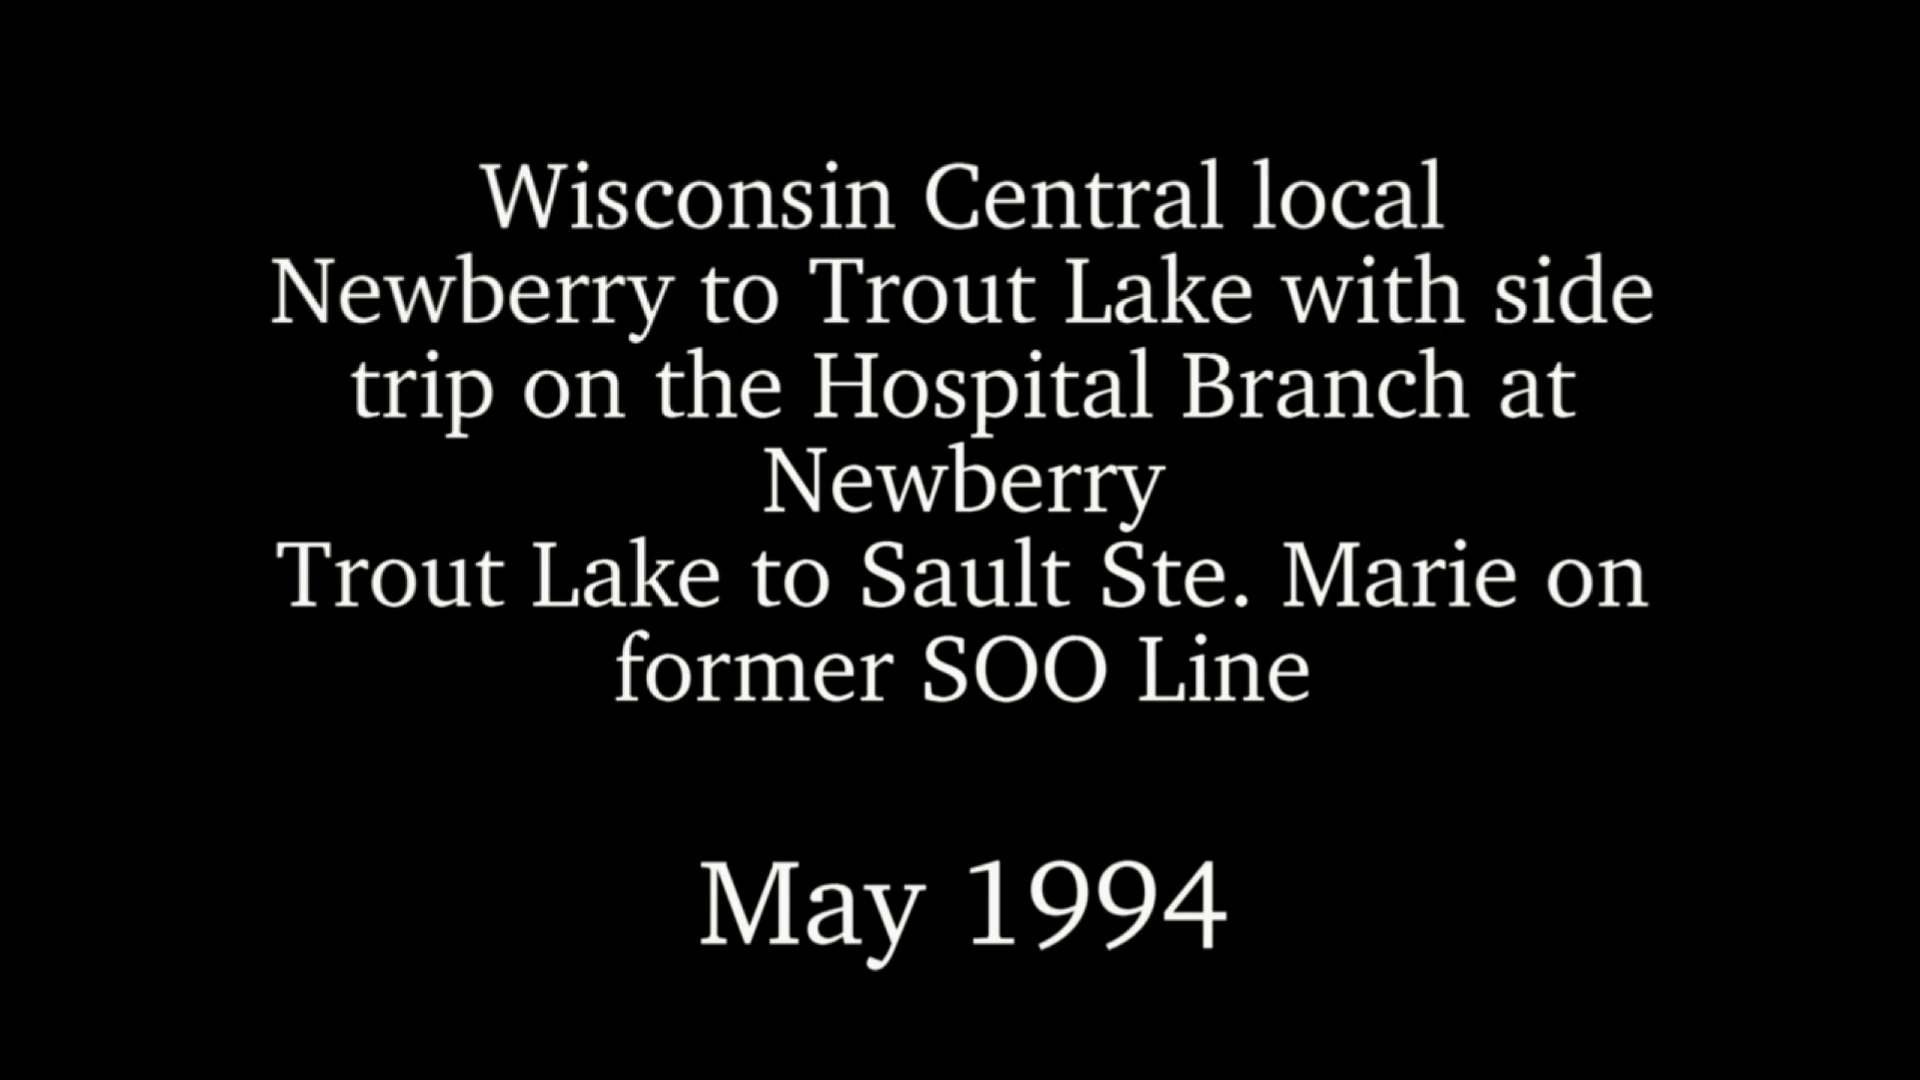 Wisconsin Central local
Newberry to Trout Lake with side
trip on the Hospital Branch at
Newberry
Trout Lake to Sault Ste. Marie on
former SOO Line
May 1994